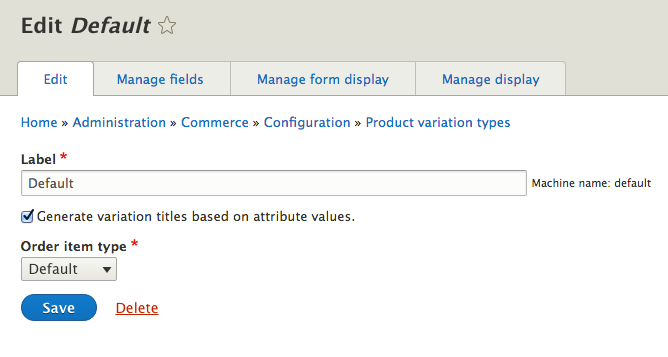 Edit Default
Edit Manage fields Manage form display Manage display
Home » Administration » Commerce » Configuration » Product variation types
Label *
Default Machine name: default
Generate variation titles based on attribute values.
Order item type *
Default
Save Delete